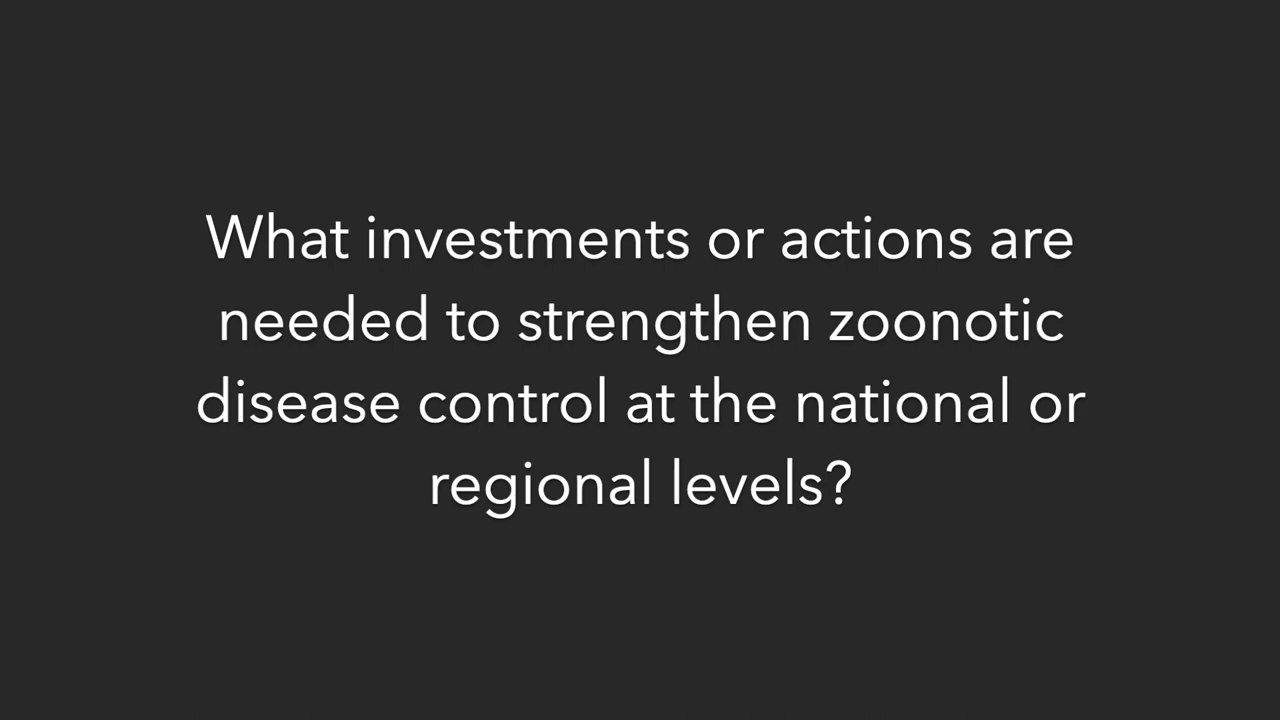 What investments or actions are
needed to strengthen zoonotic
disease control at the national or
regional levels?